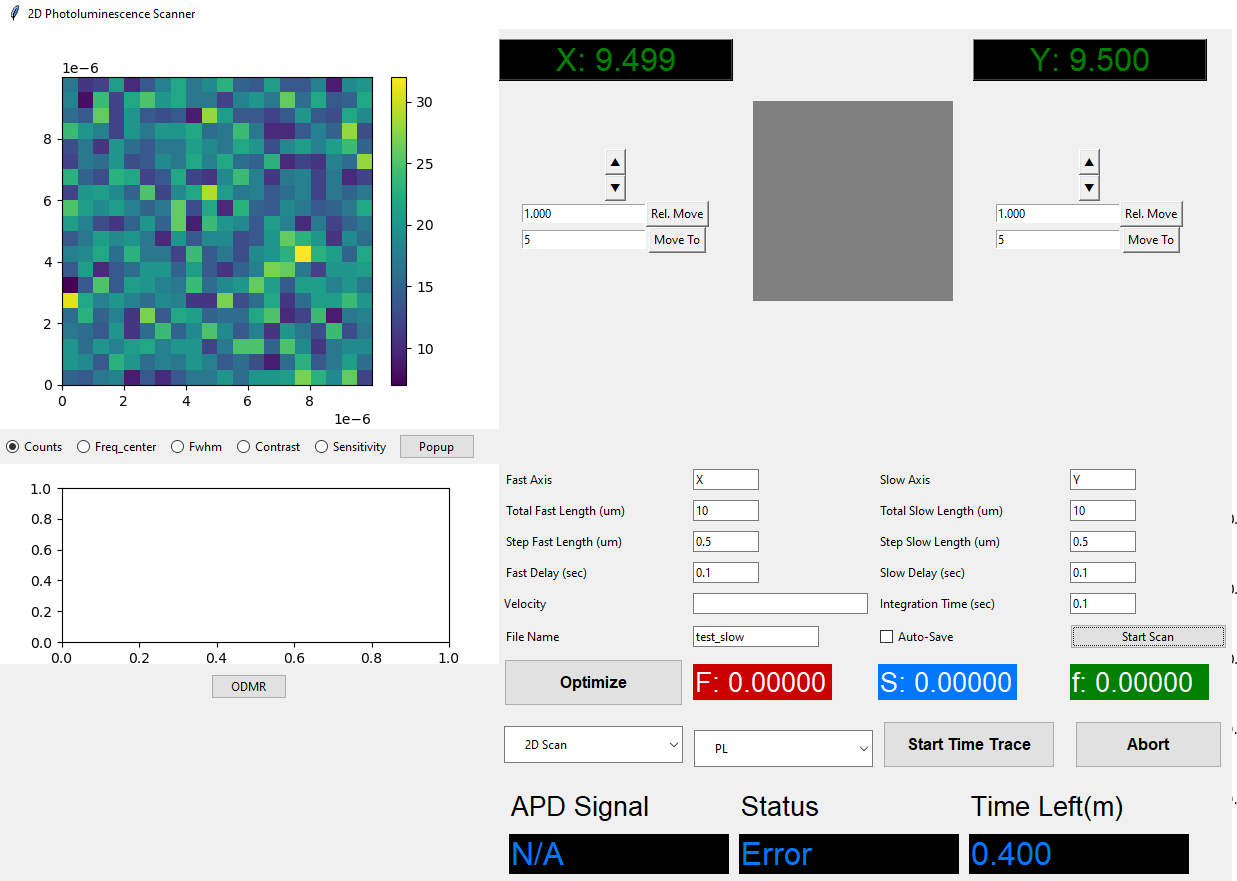 2D Photoluminescence Scanner
X: 9.499
Y: 9.500
1e−6
30
25
20
15
10
8
6
4
2
0
0 2 4 6 8
1e−6
▲
▼
1.000 Rel. Move
5 Move To
▲
▼
1.000 Rel. Move
5 Move To
Counts Freq_center Fwhm Contrast Sensitivity Popup
1.0
0.8
0.6
0.4
0.2
0.0
0.0 0.2 0.4 0.6 0.8 1.0
ODMR
Fast Axis X Slow Axis Y
Total Fast Length (um) 10 Total Slow Length (um) 10
Step Fast Length (um) 0.5 Step Slow Length (um) 0.5
Fast Delay (sec) 0.1 Slow Delay (sec) 0.1
Velocity Integration Time (sec) 0.1
File Name test_slow Auto-Save Start Scan
Optimize F: 0.00000 S: 0.00000 f: 0.00000
2D Scan PL Start Time Trace Abort
APD Signal Status Time Left(m)
N/A Error 0.400